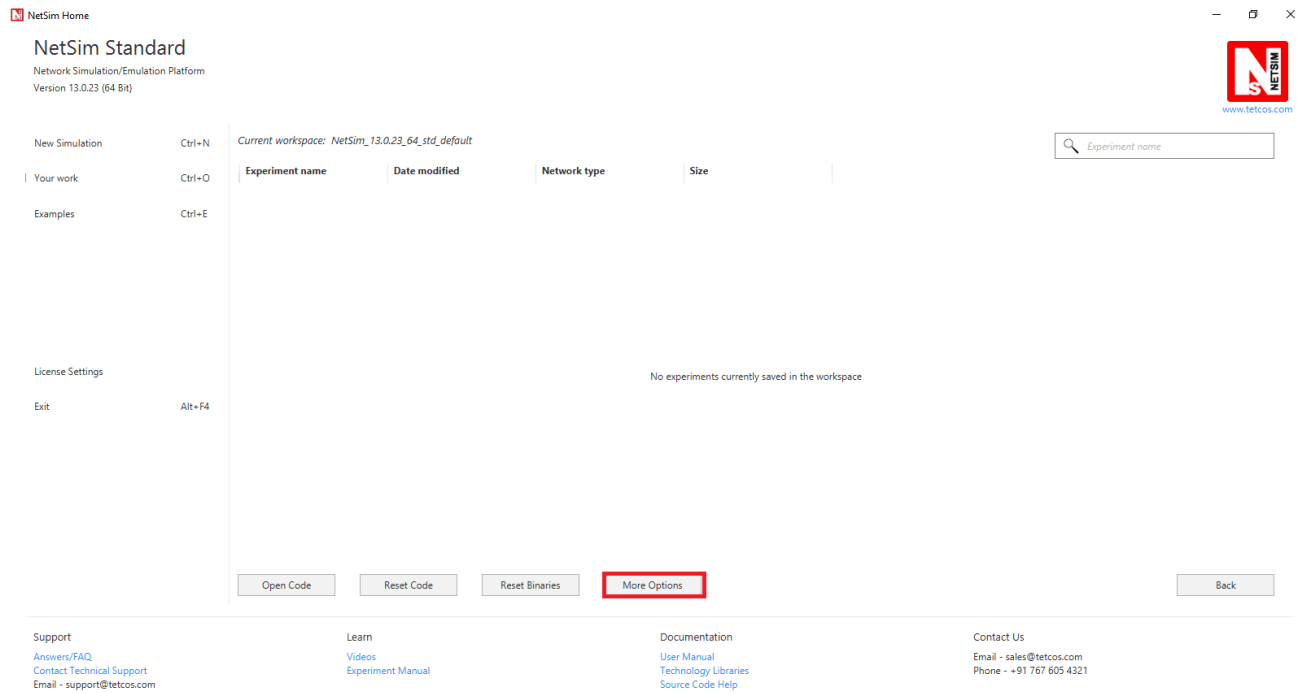 NetSim Home
NetSim Standard
Network Simulation/Emulation Platform
Version 13.0.23 (64 Bit)
N
S
NETSIM
www.tetcos.com
New Simulation Ctrl+N
Your work Ctrl+O
Examples Ctrl+E
License Settings
Exit Alt+F4
Current workspace: NetSim_13.0.23_64_std_default
Experiment name
Experiment name Date modified Network type Size
No experiments currently saved in the workspace
Open Code Reset Code Reset Binaries More Options Back
Support
Answers/FAQ
Contact Technical Support
Email - support@tetcos.com
Learn
Videos
Experiment Manual
Documentation
User Manual
Technology Libraries
Source Code Help
Contact Us
Email - sales@tetcos.com
Phone - +91 767 605 4321